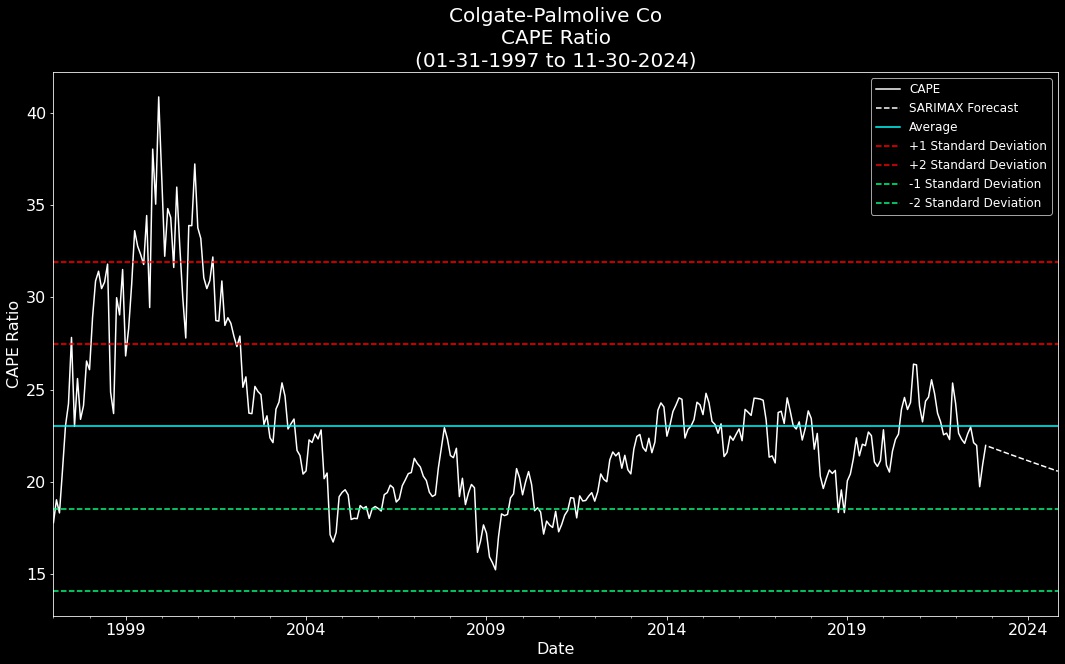 Colgate-Palmolive Co
CAPE Ratio
(01-31-1997 to 11-30-2024)
CAPE
SARIMAX Forecast
Average
+1 Standard Deviation
+2 Standard Deviation
-1 Standard Deviation
-2 Standard Deviation
40
35
30
25
20
15
CAPE Ratio
1999 2004 2009 2014 2019 2024
Date